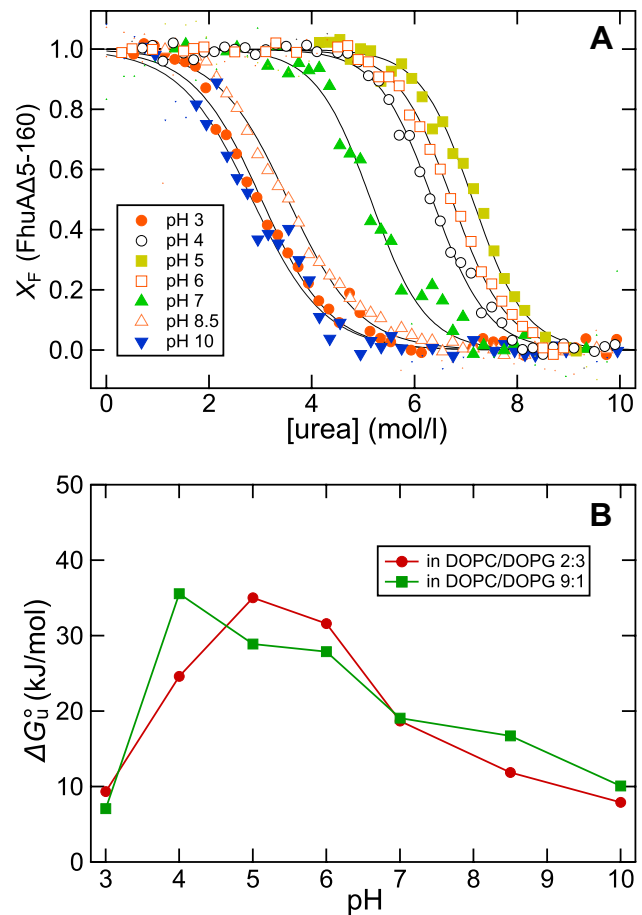 A
1.0
0.8
0.6
0.4
0.2
0.0
X_F (FhuAΔ5-160)
pH 3
pH 4
pH 5
pH 6
pH 7
pH 8.5
pH 10
0 2 4 6 8 10
[urea] (mol/l)
B
50
40
30
20
10
0
ΔG°_u (kJ/mol)
in DOPC/DOPG 2:3
in DOPC/DOPG 9:1
3 4 5 6 7 8 9 10
pH